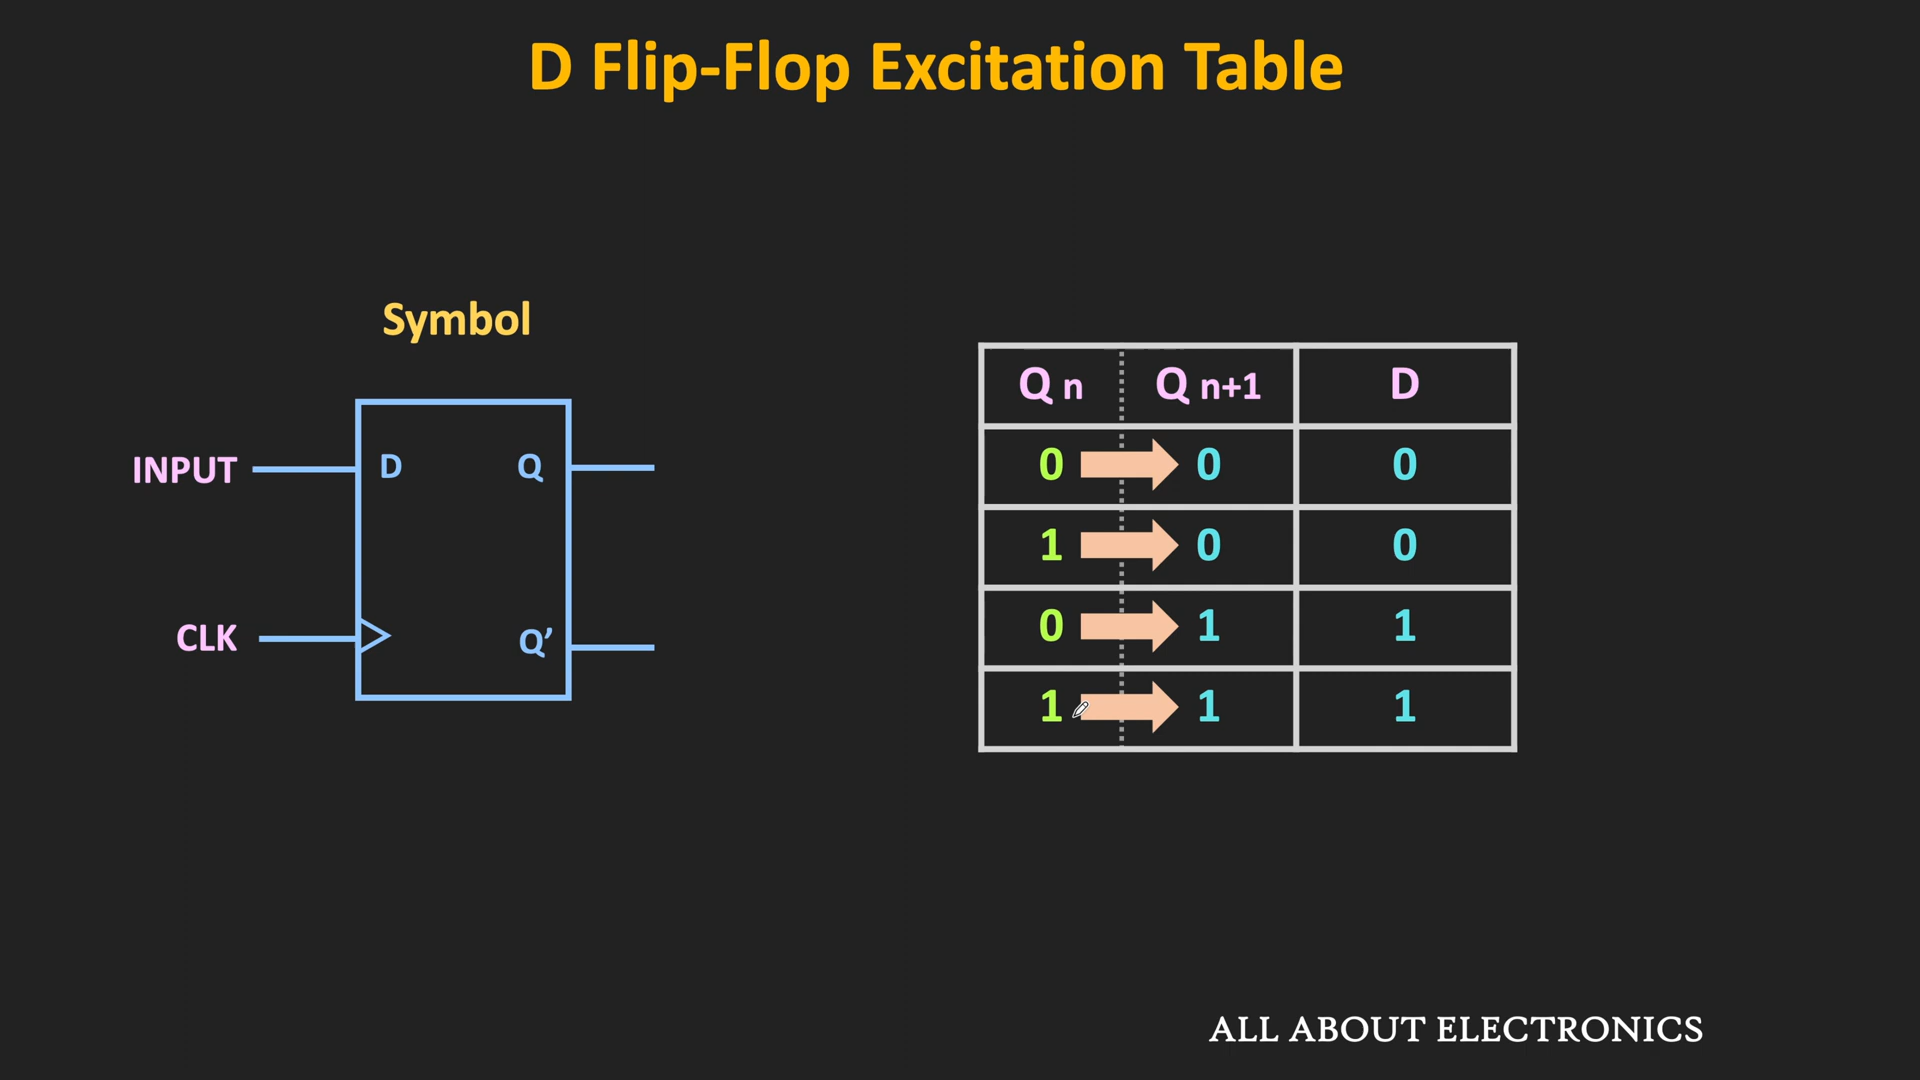 D Flip-Flop Excitation Table
Symbol
INPUT
D
Q
CLK
Q’
Q n Q n+1 D
0 0 0
1 0 0
0 1 1
1 1 1
ALL ABOUT ELECTRONICS